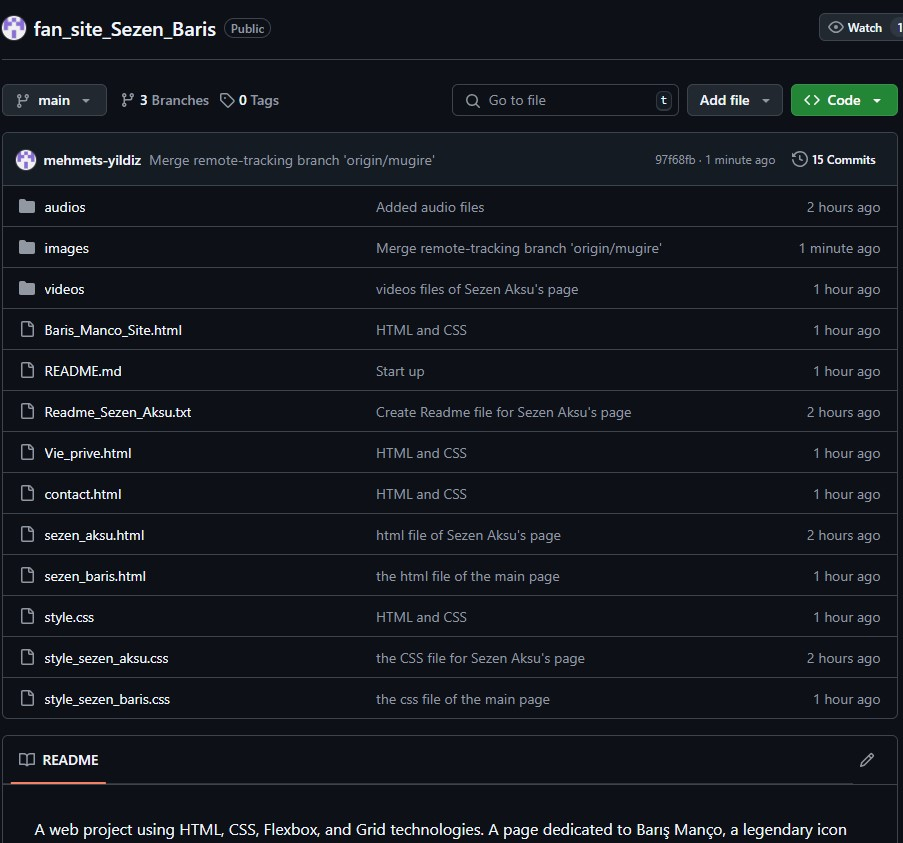 fan_site_Sezen_Baris Public Watch 1
main 3 Branches 0 Tags Go to file t Add file Code
mehmets-yildiz Merge remote-tracking branch 'origin/mugire' 97f68fb · 1 minute ago 15 Commits
audios Added audio files 2 hours ago
images Merge remote-tracking branch 'origin/mugire' 1 minute ago
videos videos files of Sezen Aksu's page 1 hour ago
Baris_Manco_Site.html HTML and CSS 1 hour ago
README.md Start up 1 hour ago
Readme_Sezen_Aksu.txt Create Readme file for Sezen Aksu's page 2 hours ago
Vie_prive.html HTML and CSS 1 hour ago
contact.html HTML and CSS 1 hour ago
sezen_aksu.html html file of Sezen Aksu's page 2 hours ago
sezen_baris.html the html file of the main page 1 hour ago
style.css HTML and CSS 1 hour ago
style_sezen_aksu.css the CSS file for Sezen Aksu's page 2 hours ago
style_sezen_baris.css the css file of the main page 1 hour ago
README
A web project using HTML, CSS, Flexbox, and Grid technologies. A page dedicated to Barış Manço, a legendary icon